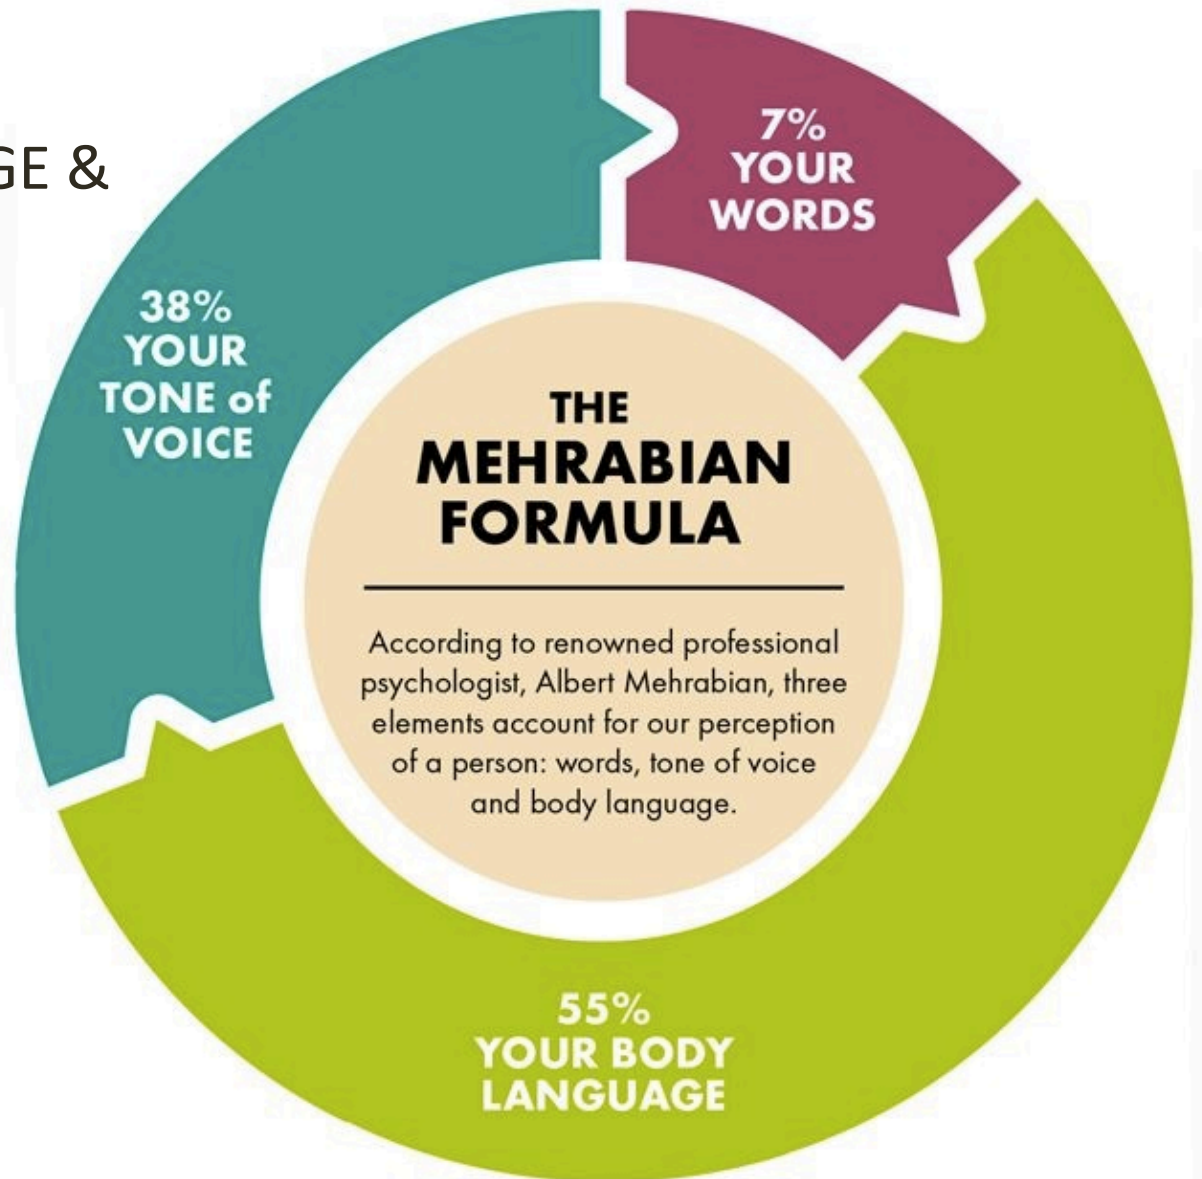 GE &
7%
YOUR
WORDS
38%
YOUR
TONE of
VOICE
THE
MEHRABIAN
FORMULA
According to renowned professional
psychologist, Albert Mehrabian, three
elements account for our perception
of a person: words, tone of voice
and body language.
55%
YOUR BODY
LANGUAGE